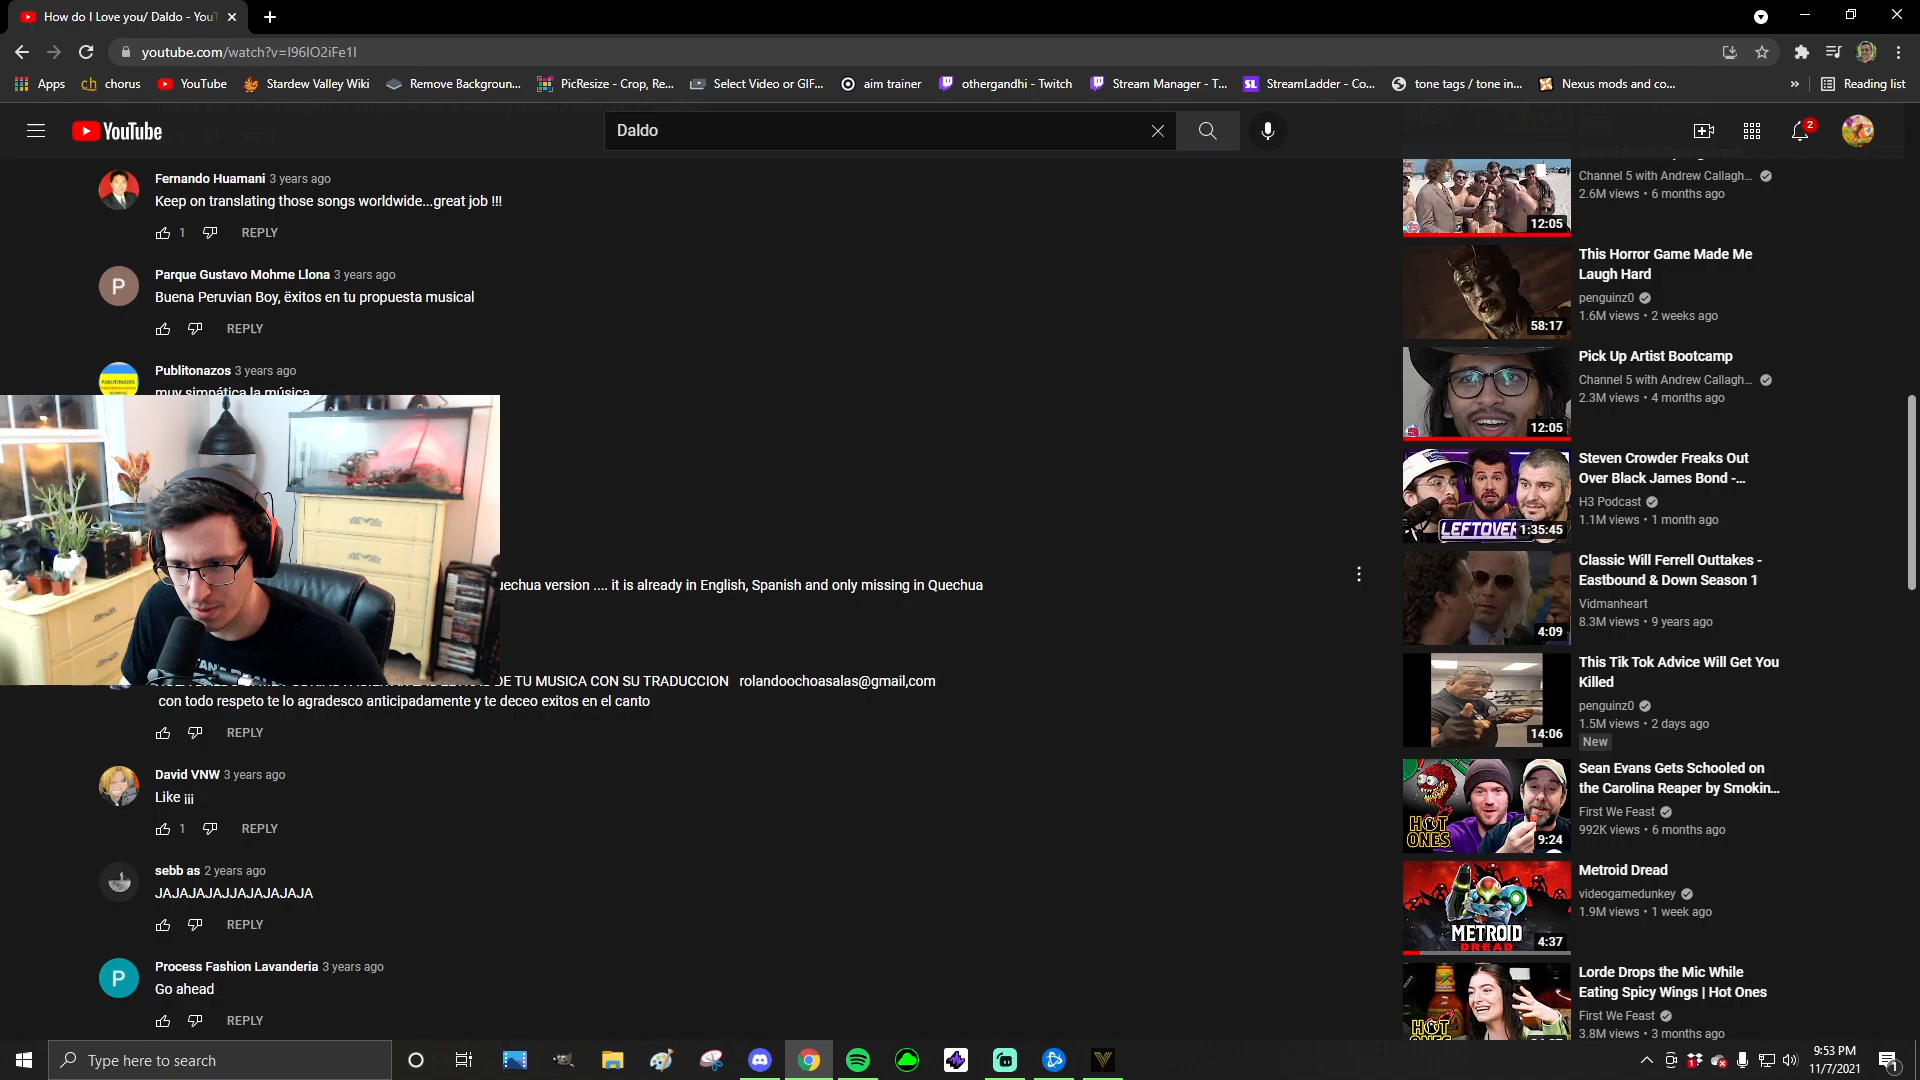 How do I Love you/ Daldo - YouT
youtube.com/watch?v=I96IO2iFe1I
Apps
chorus
YouTube
Stardew Valley Wiki
Remove Backgroun...
PicResize - Crop, Re...
Select Video or GIF...
aim trainer
othergandhi - Twitch
Stream Manager - T...
StreamLadder - Co...
tone tags / tone in...
Nexus mods and co...
»
Reading list
YouTube
Daldo
2
Fernando Huamani 3 years ago
Keep on translating those songs worldwide...great job !!!
1 REPLY
Parque Gustavo Mohme Llona 3 years ago
Buena Peruvian Boy, ëxitos en tu propuesta musical
REPLY
Publitonazos 3 years ago
muy simpática la música
uechua version .... it is already in English, Spanish and only missing in Quechua
DE TU MUSICA CON SU TRADUCCION rolandoochoasalas@gmail,com
con todo respeto te lo agradesco anticipadamente y te deceo exitos en el canto
REPLY
David VNW 3 years ago
Like ¡¡¡
1 REPLY
sebb as 2 years ago
JAJAJAJAJJAJAJAJAJA
REPLY
Process Fashion Lavanderia 3 years ago
Go ahead
REPLY
12:05
Channel 5 with Andrew Callagh...
2.6M views • 6 months ago
58:17
This Horror Game Made Me
Laugh Hard
penguinz0
1.6M views • 2 weeks ago
12:05
Pick Up Artist Bootcamp
Channel 5 with Andrew Callagh...
2.3M views • 4 months ago
LEFTOVER
1:35:45
Steven Crowder Freaks Out
Over Black James Bond -...
H3 Podcast
1.1M views • 1 month ago
4:09
Classic Will Ferrell Outtakes -
Eastbound & Down Season 1
Vidmanheart
8.3M views • 9 years ago
14:06
This Tik Tok Advice Will Get You
Killed
penguinz0
1.5M views • 2 days ago
New
HOT
ONES
9:24
Sean Evans Gets Schooled on
the Carolina Reaper by Smokin...
First We Feast
992K views • 6 months ago
METROID
DREAD
4:37
Metroid Dread
videogamedunkey
1.9M views • 1 week ago
HOT
Lorde Drops the Mic While
Eating Spicy Wings | Hot Ones
First We Feast
3.8M views • 3 months ago
Type here to search
9:53 PM
11/7/2021
1